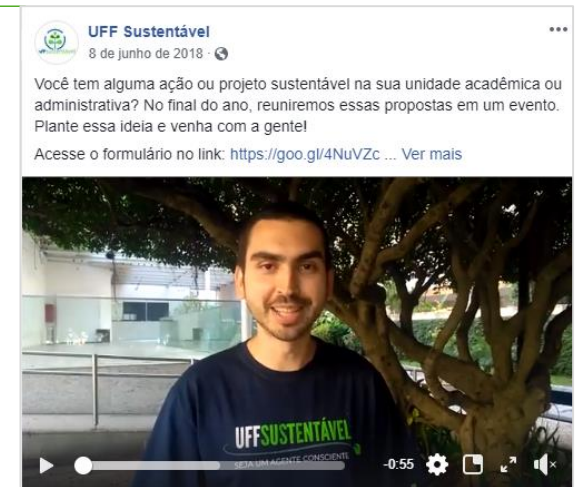 UFF Sustentável
8 de junho de 2018 ·
Você tem alguma ação ou projeto sustentável na sua unidade acadêmica ou
administrativa? No final do ano, reuniremos essas propostas em um evento.
Plante essa ideia e venha com a gente!
Acesse o formulário no link: https://goo.gl/4NuVZc ... Ver mais
UFFSUSTENTÁVEL
SEJA UM AGENTE CONSCIENTE
-0:55